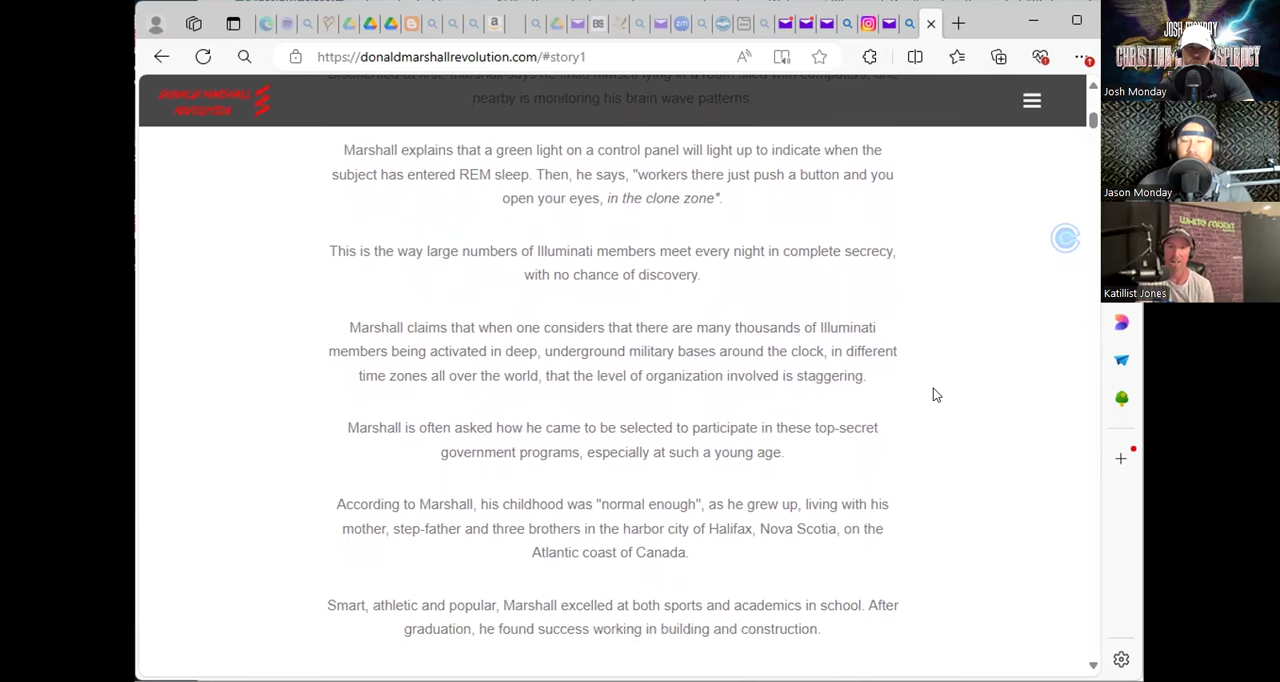 https://donaldmarshallrevolution.com/#story1
DONALD MARSHALL
REVOLUTION
nearby is monitoring his brain wave patterns.
Marshall explains that a green light on a control panel will light up to indicate when the
subject has entered REM sleep. Then, he says, "workers there just push a button and you
open your eyes, in the clone zone".
This is the way large numbers of Illuminati members meet every night in complete secrecy,
with no chance of discovery.
Marshall claims that when one considers that there are many thousands of Illuminati
members being activated in deep, underground military bases around the clock, in different
time zones all over the world, that the level of organization involved is staggering.
Marshall is often asked how he came to be selected to participate in these top-secret
government programs, especially at such a young age.
According to Marshall, his childhood was "normal enough", as he grew up, living with his
mother, step-father and three brothers in the harbor city of Halifax, Nova Scotia, on the
Atlantic coast of Canada.
Smart, athletic and popular, Marshall excelled at both sports and academics in school. After
graduation, he found success working in building and construction.
JOSH MONDAY
CHRISTIAN
Josh Monday
Jason Monday
WHITE RABBIT
Katillist Jones